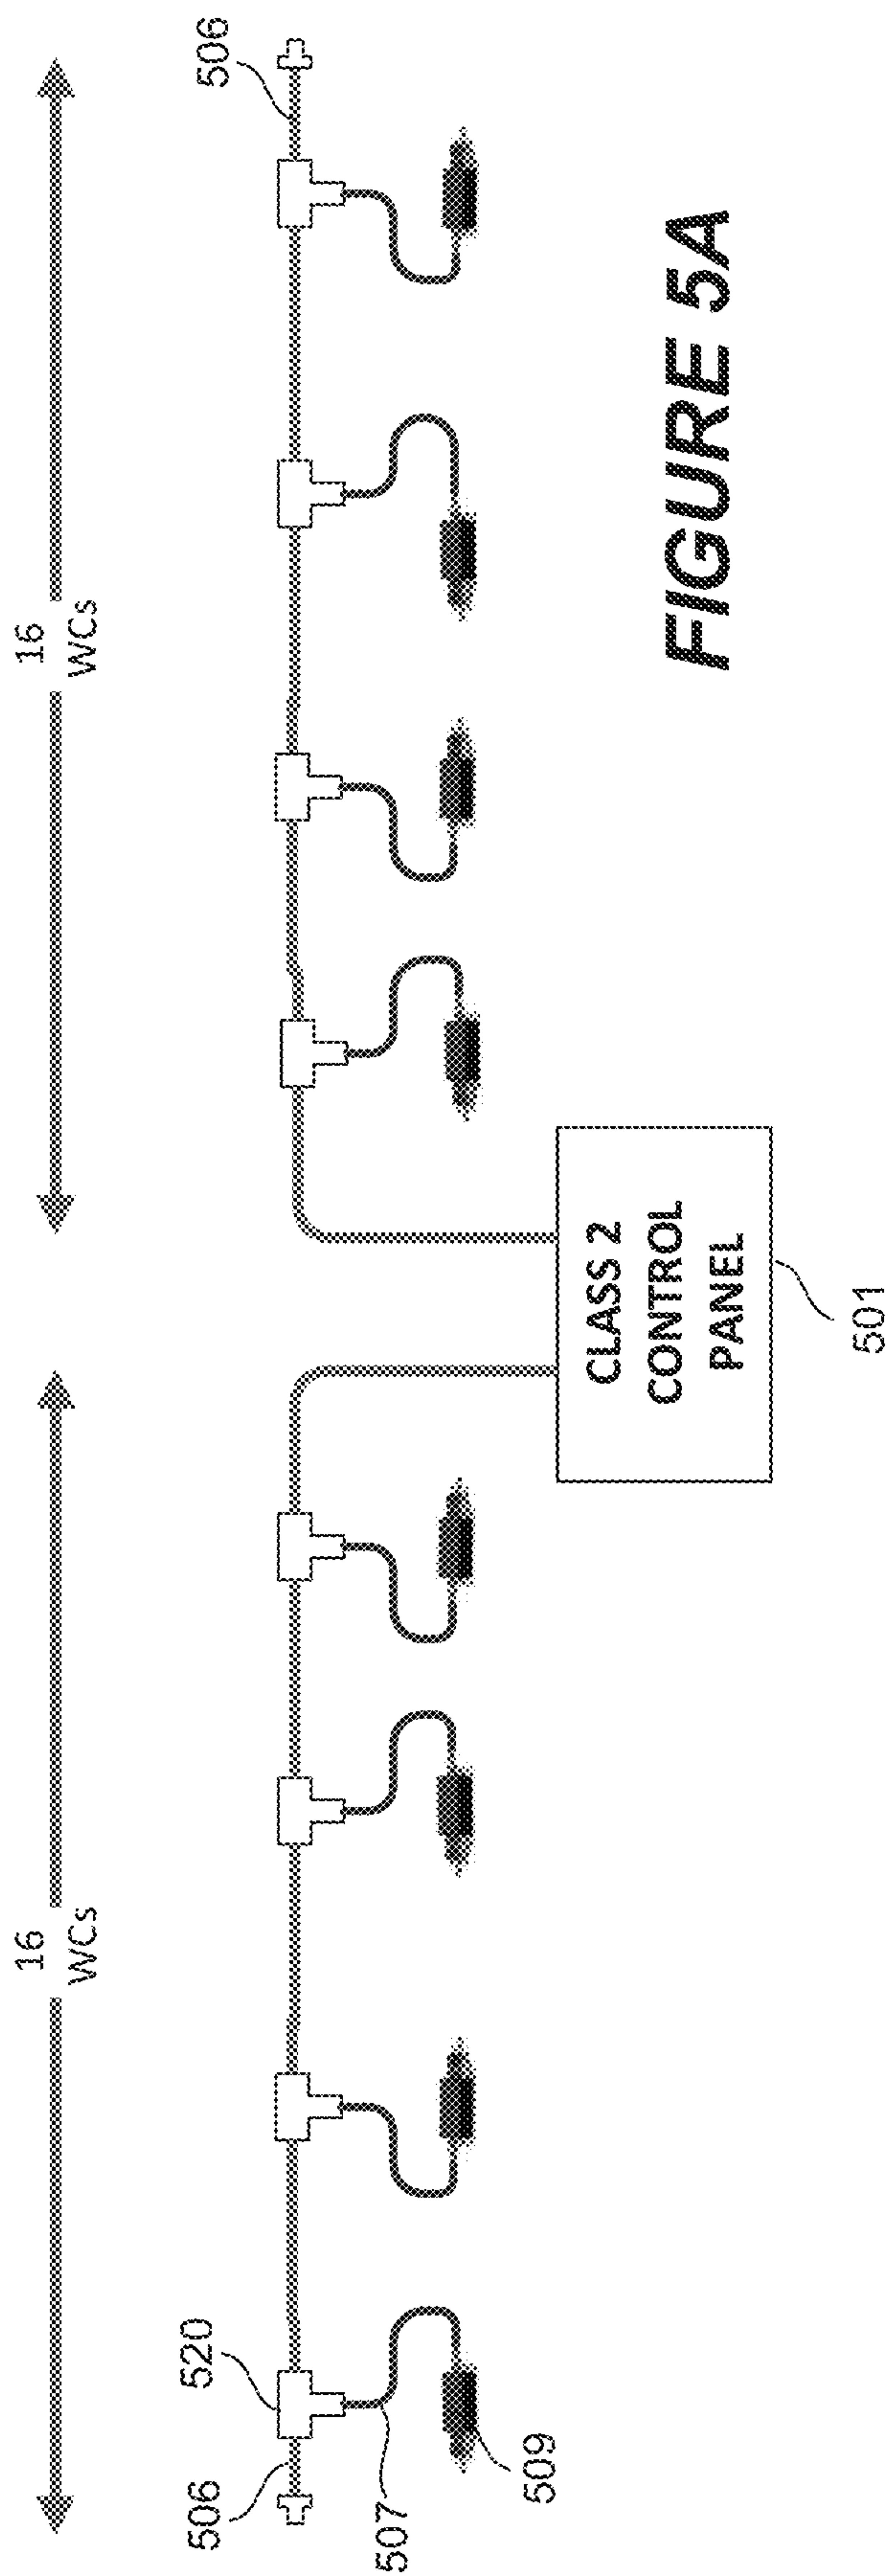 16
WCs
16
WCs
506
520
506
507
509
CLASS 2
CONTROL
PANEL
501
FIGURE 5A